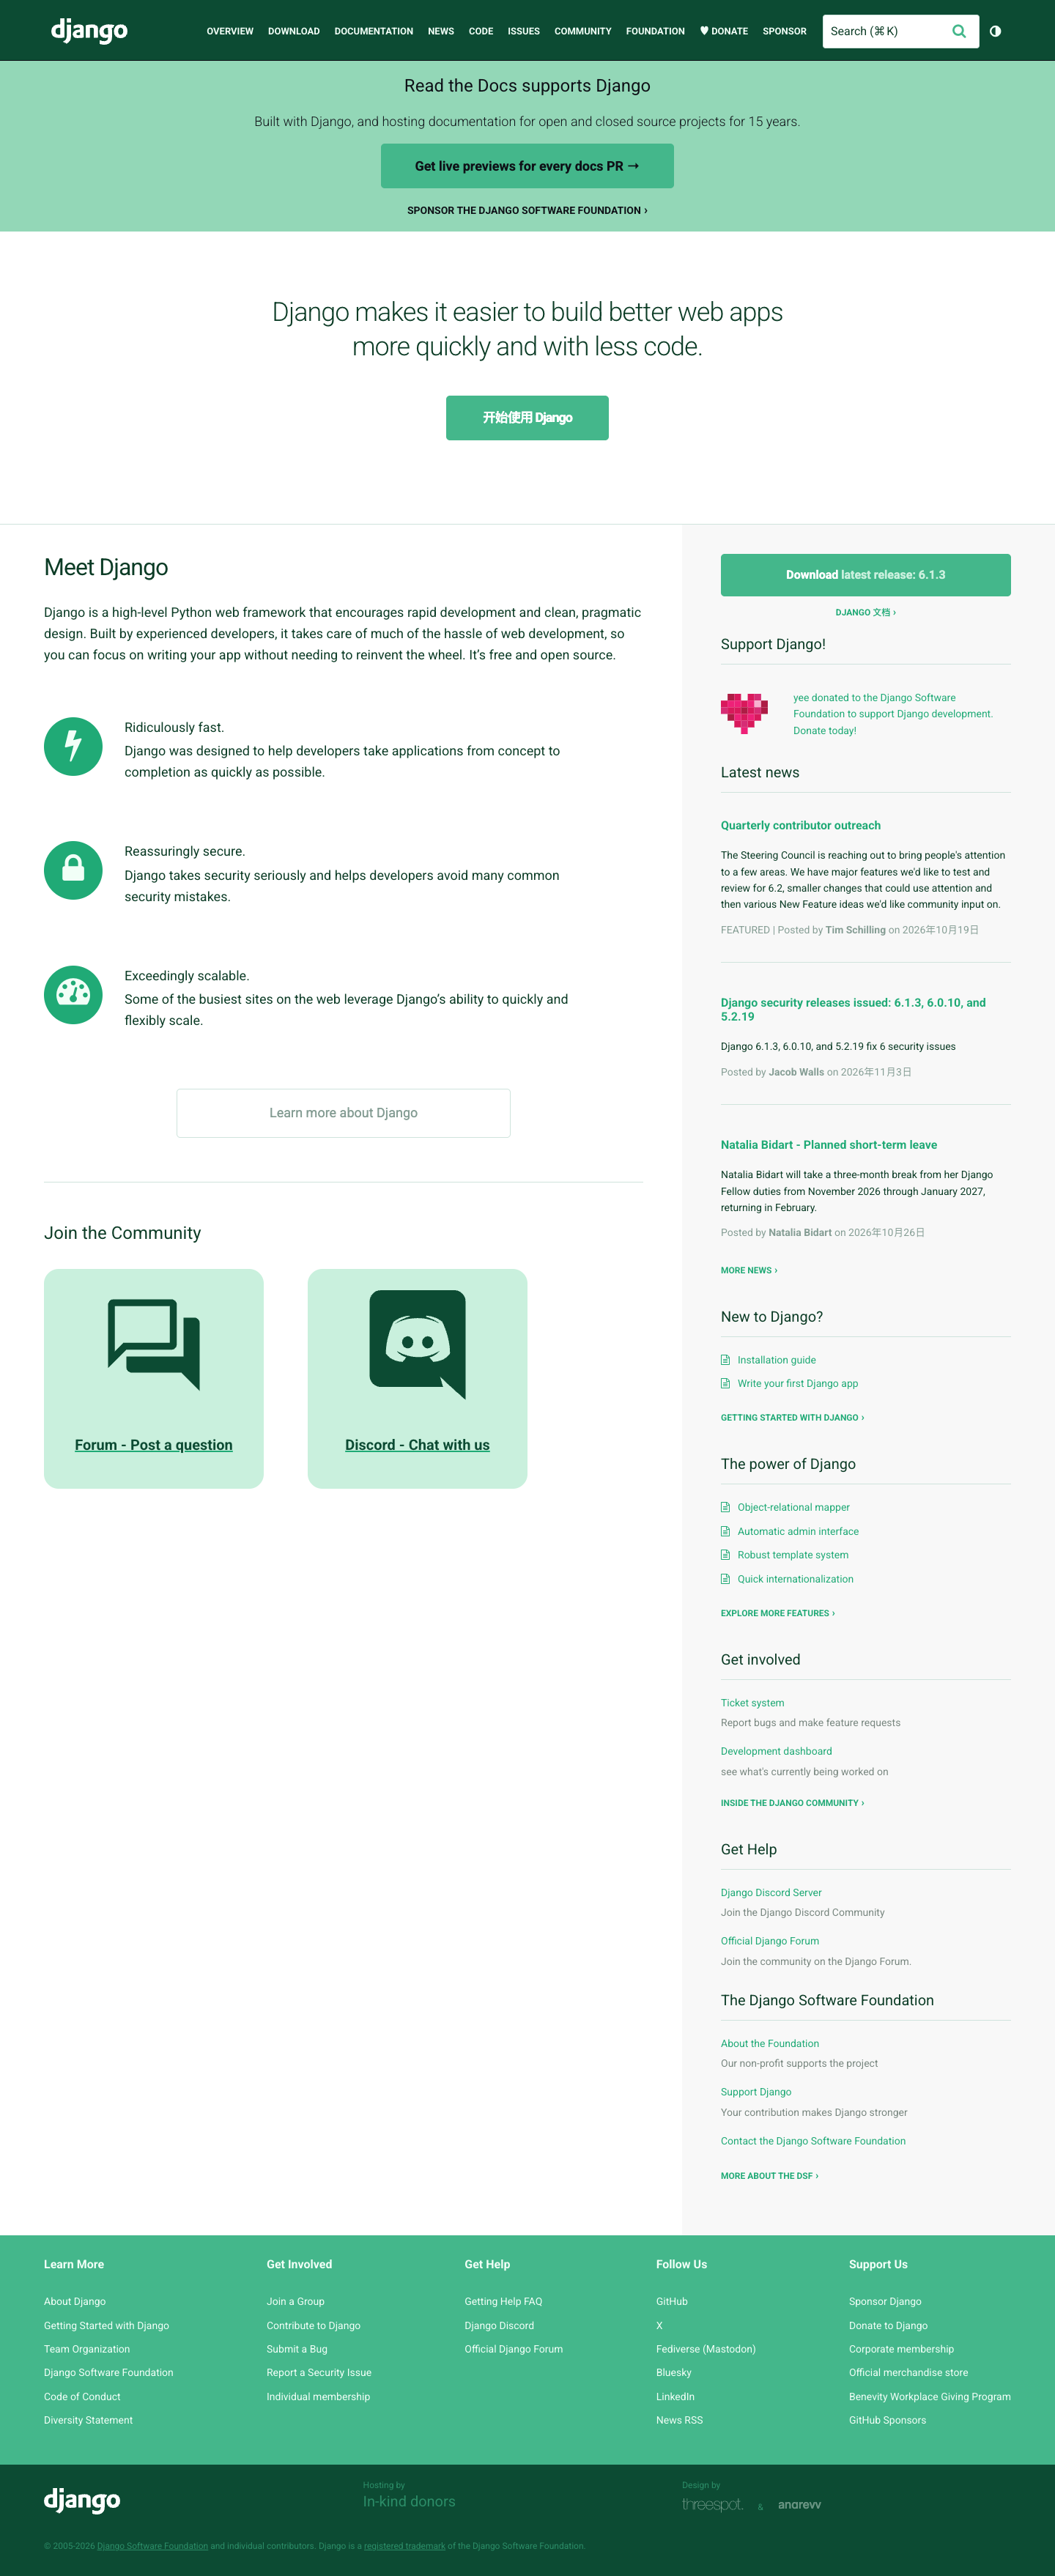 django
OVERVIEW DOWNLOAD DOCUMENTATION NEWS CODE ISSUES COMMUNITY FOUNDATION ♥ DONATE SPONSOR
Search (⌘ K)
Read the Docs supports Django
Built with Django, and hosting documentation for open and closed source projects for 15 years.
Get live previews for every docs PR →
SPONSOR THE DJANGO SOFTWARE FOUNDATION ›
Django makes it easier to build better web apps
more quickly and with less code.
开始使用 Django
Meet Django
Django is a high-level Python web framework that encourages rapid development and clean, pragmatic
design. Built by experienced developers, it takes care of much of the hassle of web development, so
you can focus on writing your app without needing to reinvent the wheel. It’s free and open source.
Ridiculously fast.
Django was designed to help developers take applications from concept to
completion as quickly as possible.
Reassuringly secure.
Django takes security seriously and helps developers avoid many common
security mistakes.
Exceedingly scalable.
Some of the busiest sites on the web leverage Django’s ability to quickly and
flexibly scale.
Learn more about Django
Join the Community
Forum - Post a question
Discord - Chat with us
Download latest release: 6.1.3
DJANGO 文档 ›
Support Django!
yee donated to the Django Software
Foundation to support Django development.
Donate today!
Latest news
Quarterly contributor outreach
The Steering Council is reaching out to bring people's attention
to a few areas. We have major features we'd like to test and
review for 6.2, smaller changes that could use attention and
then various New Feature ideas we'd like community input on.
FEATURED | Posted by Tim Schilling on 2026年10月19日
Django security releases issued: 6.1.3, 6.0.10, and
5.2.19
Django 6.1.3, 6.0.10, and 5.2.19 fix 6 security issues
Posted by Jacob Walls on 2026年11月3日
Natalia Bidart - Planned short-term leave
Natalia Bidart will take a three-month break from her Django
Fellow duties from November 2026 through January 2027,
returning in February.
Posted by Natalia Bidart on 2026年10月26日
MORE NEWS ›
New to Django?
Installation guide
Write your first Django app
GETTING STARTED WITH DJANGO ›
The power of Django
Object-relational mapper
Automatic admin interface
Robust template system
Quick internationalization
EXPLORE MORE FEATURES ›
Get involved
Ticket system
Report bugs and make feature requests
Development dashboard
see what's currently being worked on
INSIDE THE DJANGO COMMUNITY ›
Get Help
Django Discord Server
Join the Django Discord Community
Official Django Forum
Join the community on the Django Forum.
The Django Software Foundation
About the Foundation
Our non-profit supports the project
Support Django
Your contribution makes Django stronger
Contact the Django Software Foundation
MORE ABOUT THE DSF ›
Learn More
About Django
Getting Started with Django
Team Organization
Django Software Foundation
Code of Conduct
Diversity Statement
Get Involved
Join a Group
Contribute to Django
Submit a Bug
Report a Security Issue
Individual membership
Get Help
Getting Help FAQ
Django Discord
Official Django Forum
Follow Us
GitHub
X
Fediverse (Mastodon)
Bluesky
LinkedIn
News RSS
Support Us
Sponsor Django
Donate to Django
Corporate membership
Official merchandise store
Benevity Workplace Giving Program
GitHub Sponsors
django
Hosting by
In-kind donors
Design by
threespot. & andrevv
© 2005-2026 Django Software Foundation and individual contributors. Django is a registered trademark of the Django Software Foundation.